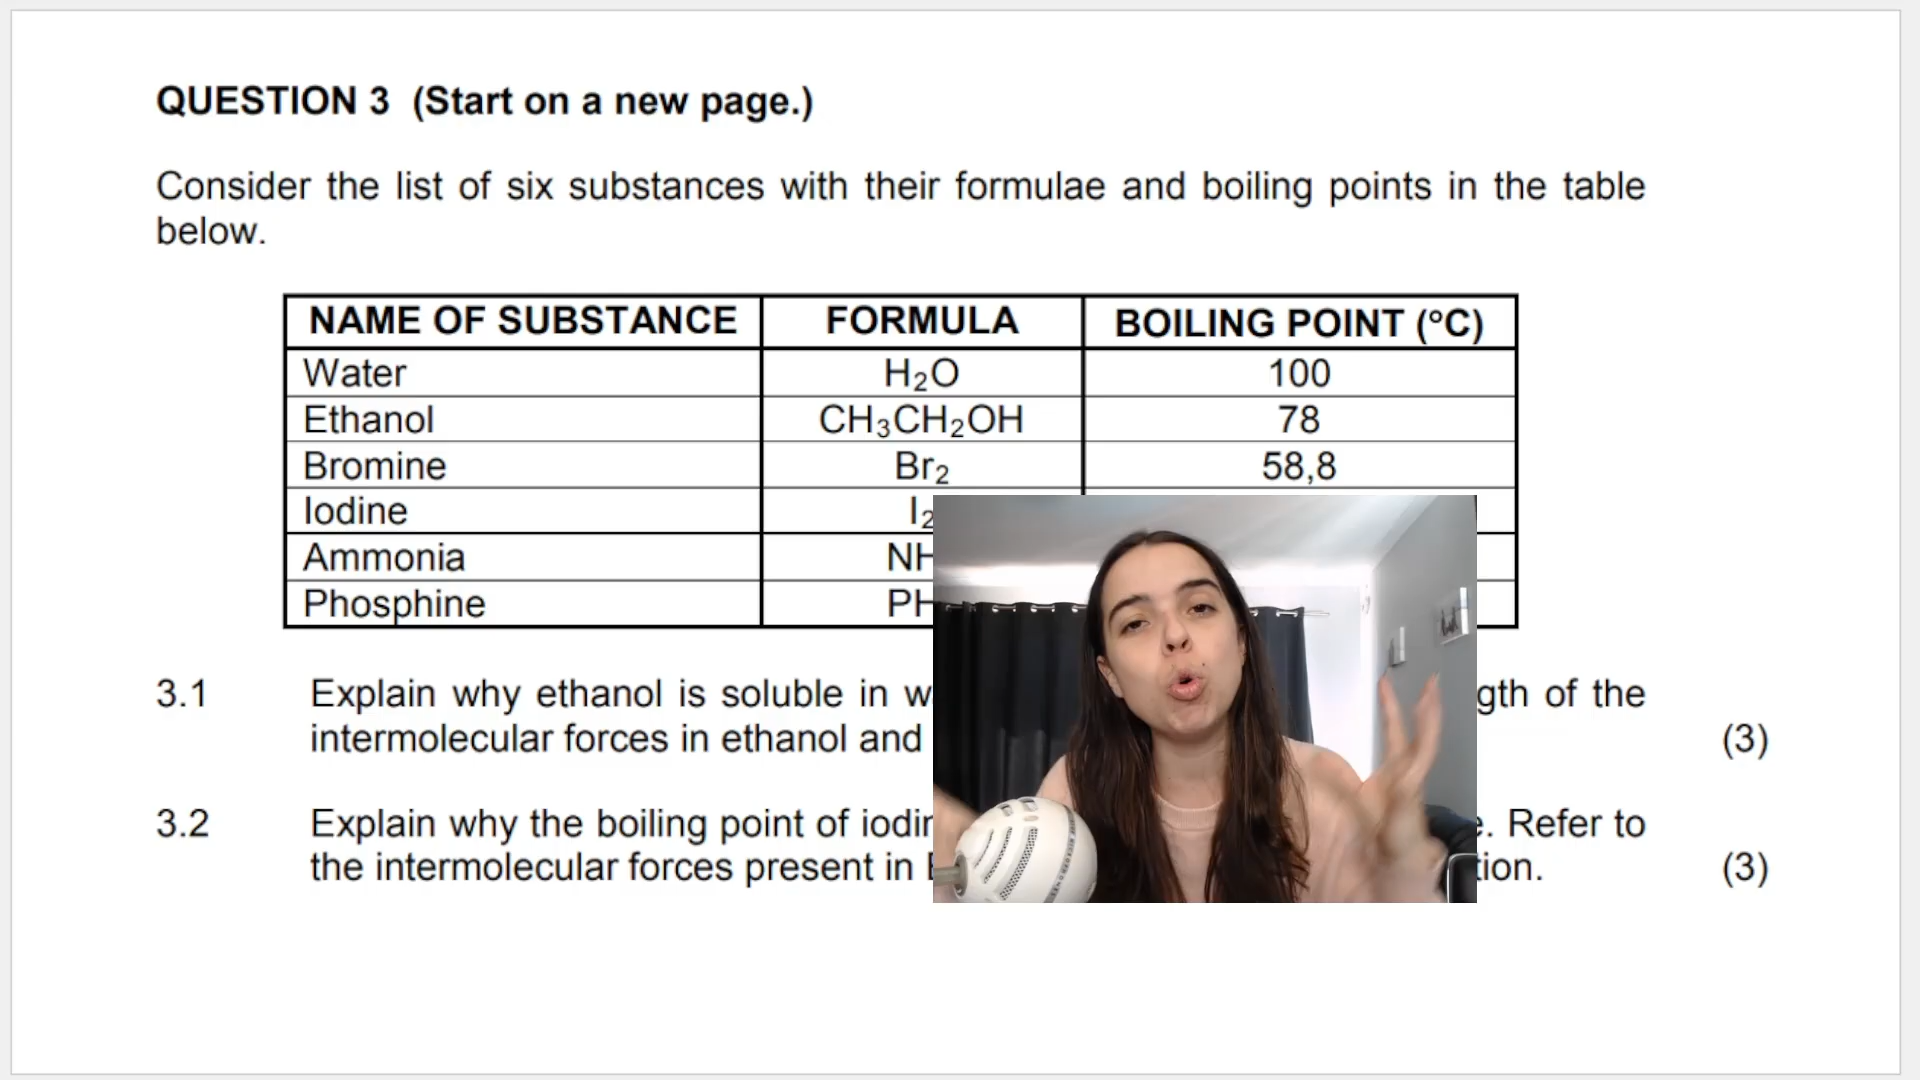 QUESTION 3 (Start on a new page.)
Consider the list of six substances with their formulae and boiling points in the table
below.
NAME OF SUBSTANCE FORMULA BOILING POINT (°C)
Water H₂O 100
Ethanol CH₃CH₂OH 78
Bromine Br₂ 58,8
Iodine I₂
Ammonia NH
Phosphine PH
3.1 Explain why ethanol is soluble in of the
intermolecular forces in ethanol and (3)
3.2 Explain why the boiling point of Refer to
the intermolecular forces present in (3)